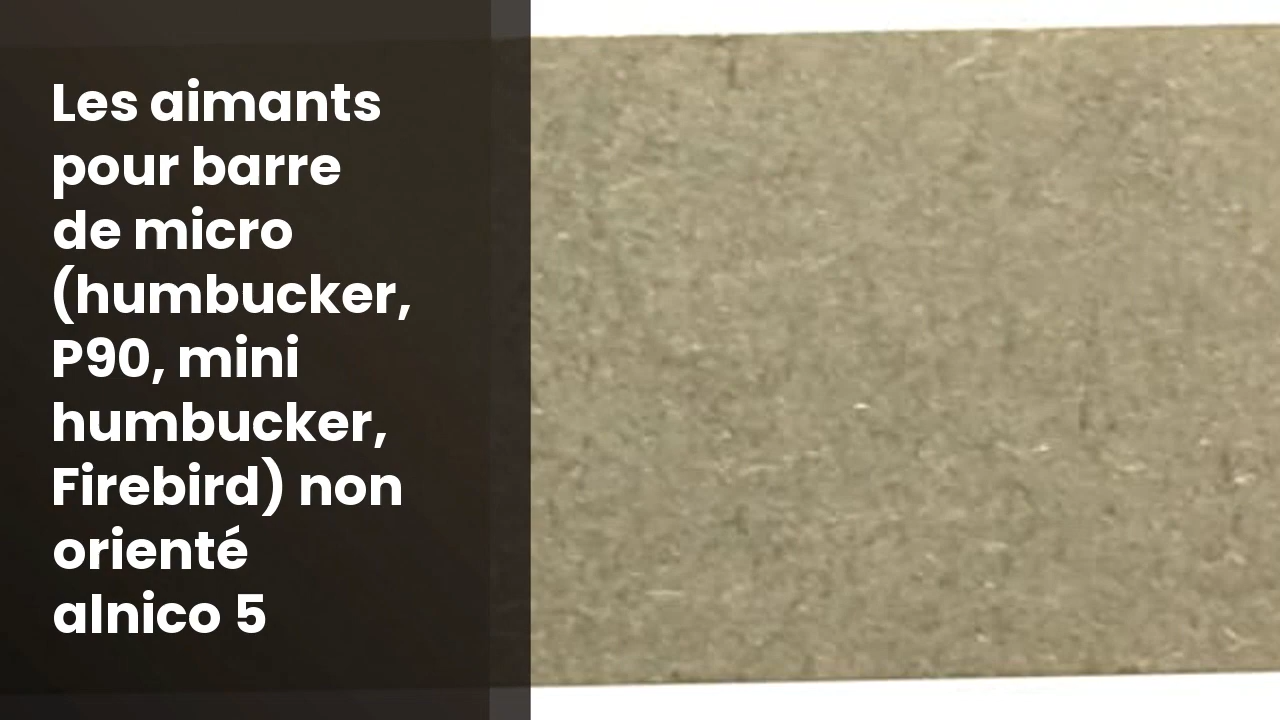 Les aimants
pour barre
de micro
(humbucker,
P90, mini
humbucker,
Firebird) non
orienté
alnico 5